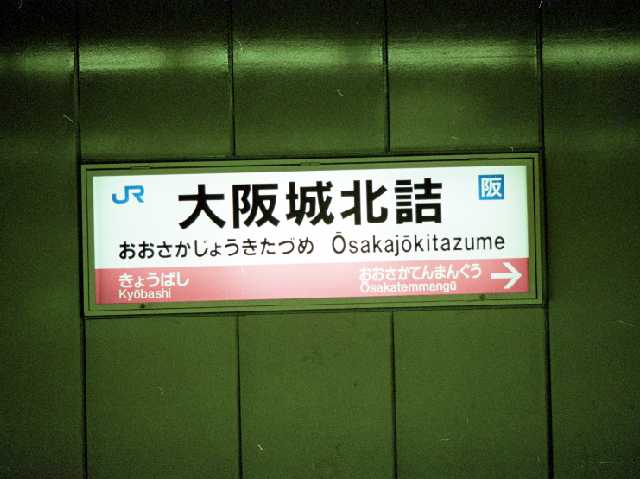 JR 大阪城北詰 阪
おおさかじょうきたづめ Ōsakajōkitazume
きょうばし おおさかてんまんぐう
Kyōbashi Ōsakatemmangū